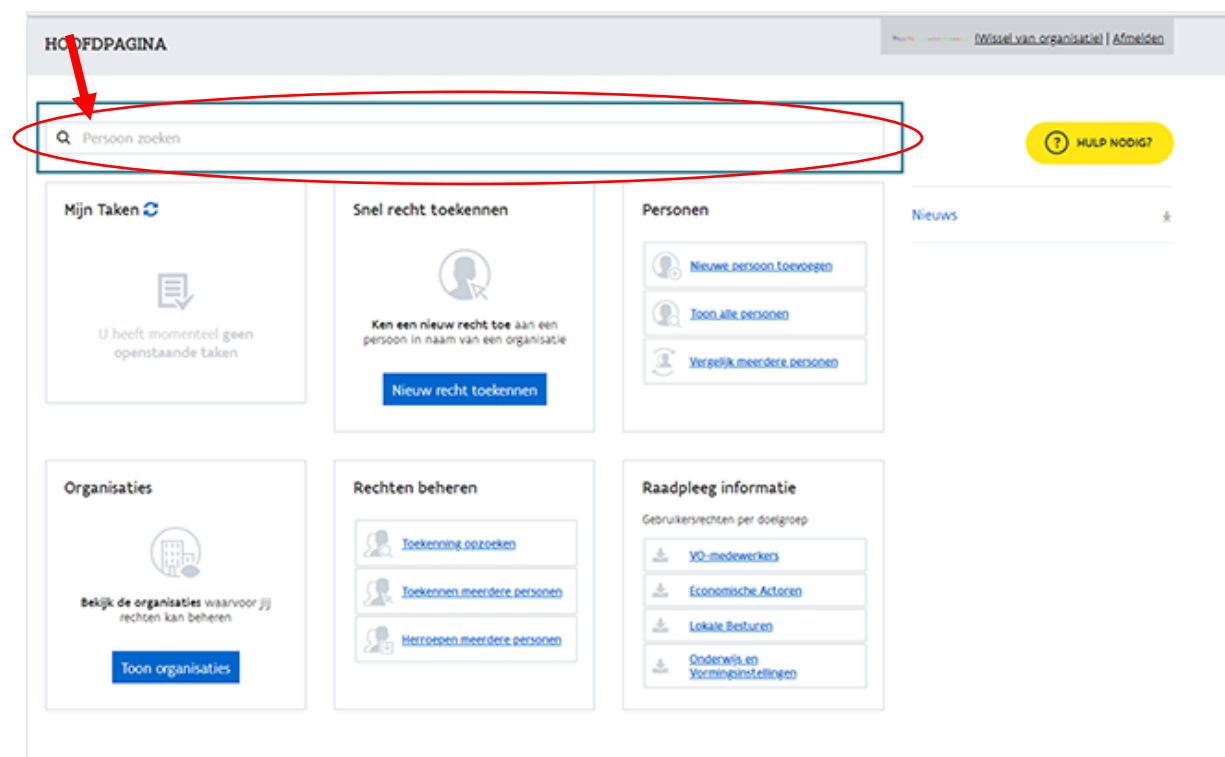 HOOFDPAGINA
(Wissel van organisatie) | Afmelden
Persoon zoeken
HULP NODIG?
Nieuws
Mijn Taken
U heeft momenteel geen
openstaande taken
Snel recht toekennen
Ken een nieuw recht toe aan een
persoon in naam van een organisatie
Nieuw recht toekennen
Personen
Nieuwe persoon toevoegen
Toon alle personen
Vergelijk meerdere personen
Organisaties
Bekijk de organisaties waarvoor jij
rechten kan beheren
Toon organisaties
Rechten beheren
Toekenning opzoeken
Toekennen meerdere personen
Herroepen meerdere personen
Raadpleeg informatie
Gebruikersrechten per doelgroep
VO-medewerkers
Economische Actoren
Lokale Besturen
Onderwijs en
Vormingsinstellingen